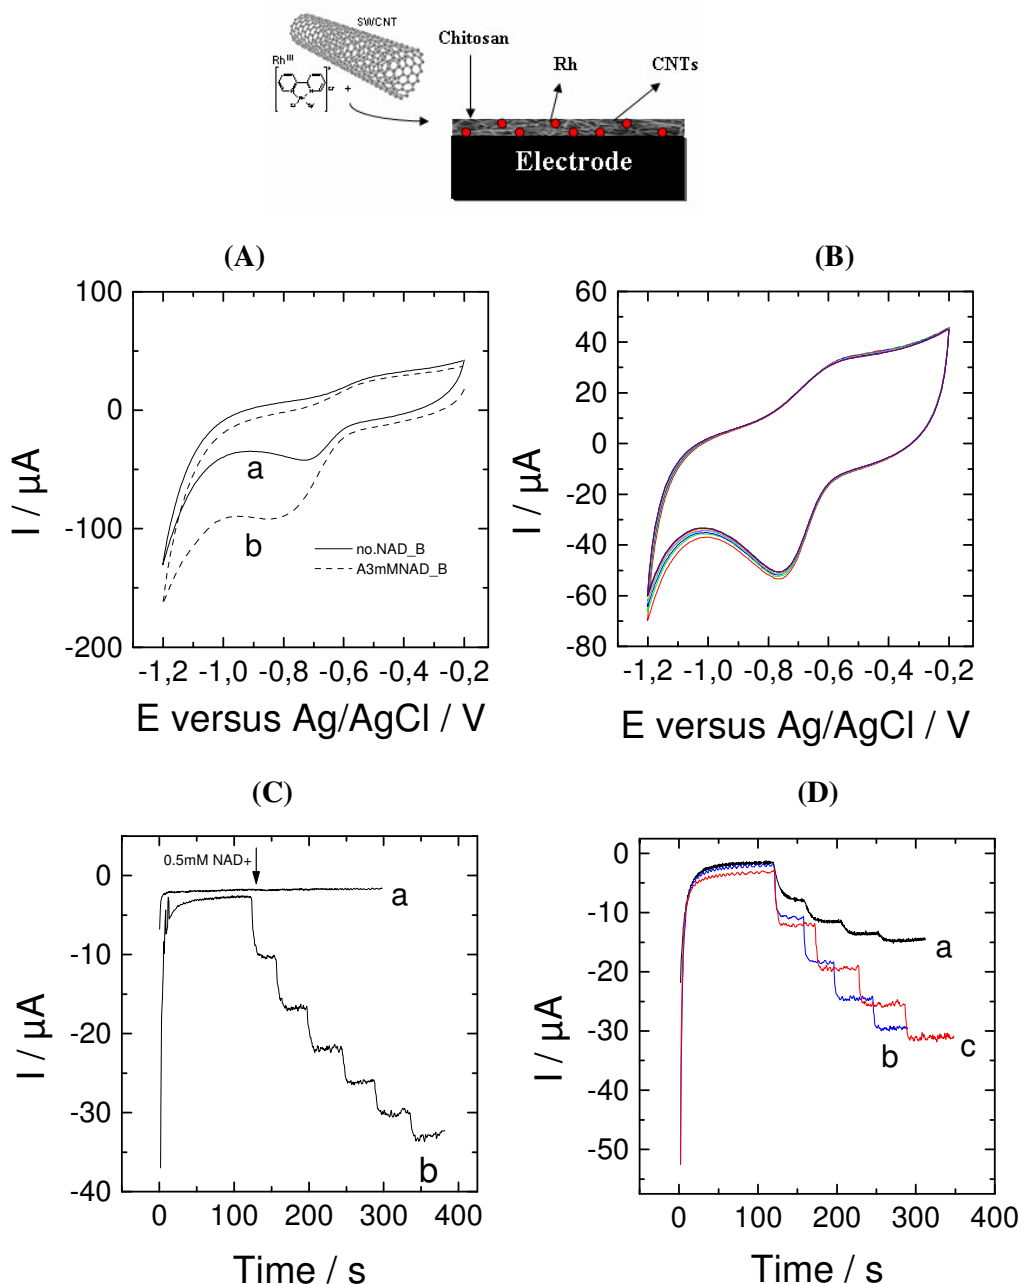 SWCNT
Chitosan
Rh
CNTs
Rh III
+
Electrode
(A)
(B)
100
0
-100
-200
I / µA
a
b
no.NAD_B
A3mMNAD_B
-1,2 -1,0 -0,8 -0,6 -0,4 -0,2
E versus Ag/AgCl / V
60
40
20
0
-20
-40
-60
-80
I / µA
-1,2 -1,0 -0,8 -0,6 -0,4 -0,2
E versus Ag/AgCl / V
(C)
(D)
0
-10
-20
-30
-40
I / µA
0.5mM NAD+
a
b
0 100 200 300 400
Time / s
0
-10
-20
-30
-40
-50
I / µA
a
b
c
0 100 200 300 400
Time / s